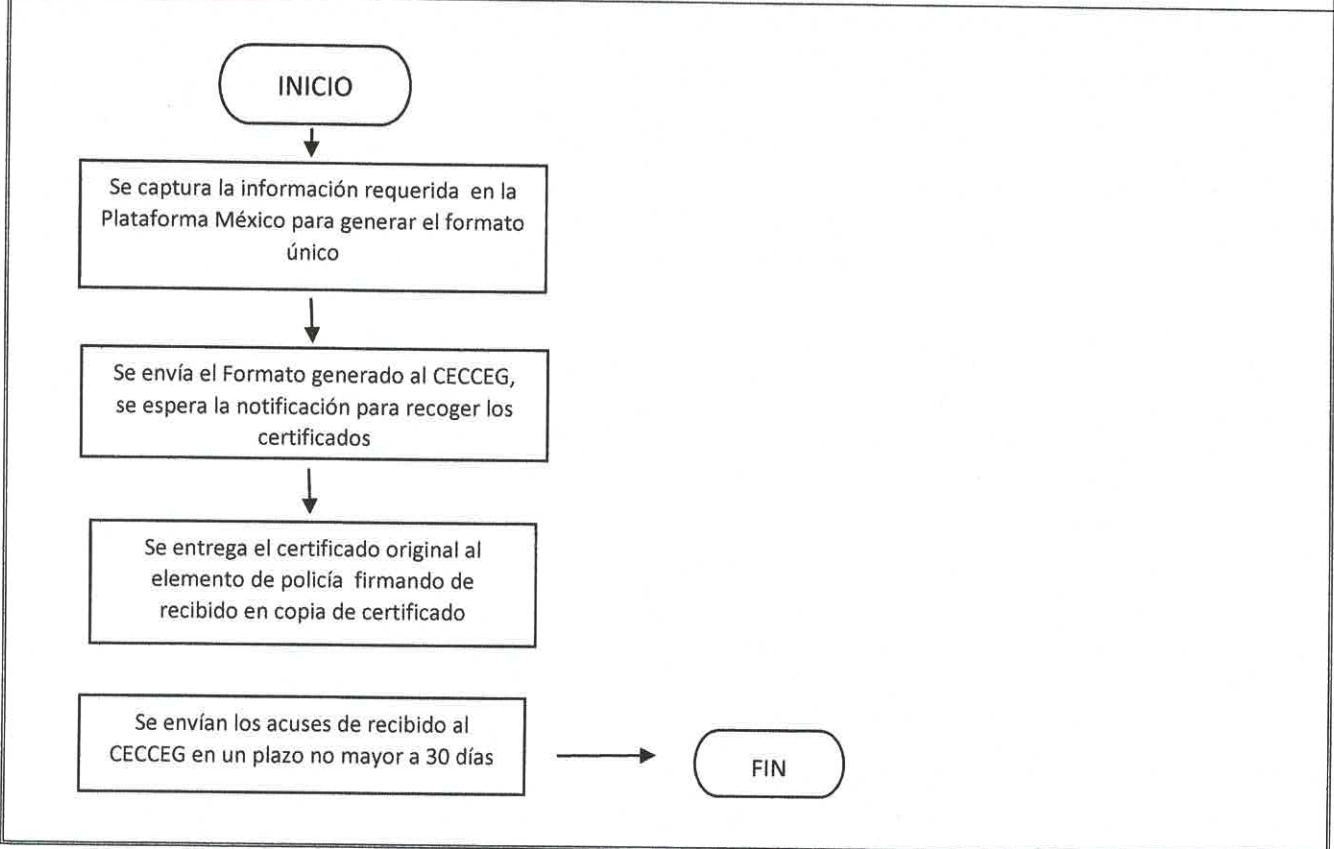 INICIO
Se captura la información requerida en la
Plataforma México para generar el formato
único
Se envía el Formato generado al CECCEG,
se espera la notificación para recoger los
certificados
Se entrega el certificado original al
elemento de policía firmando de
recibido en copia de certificado
Se envían los acuses de recibido al
CECCEG en un plazo no mayor a 30 días
FIN